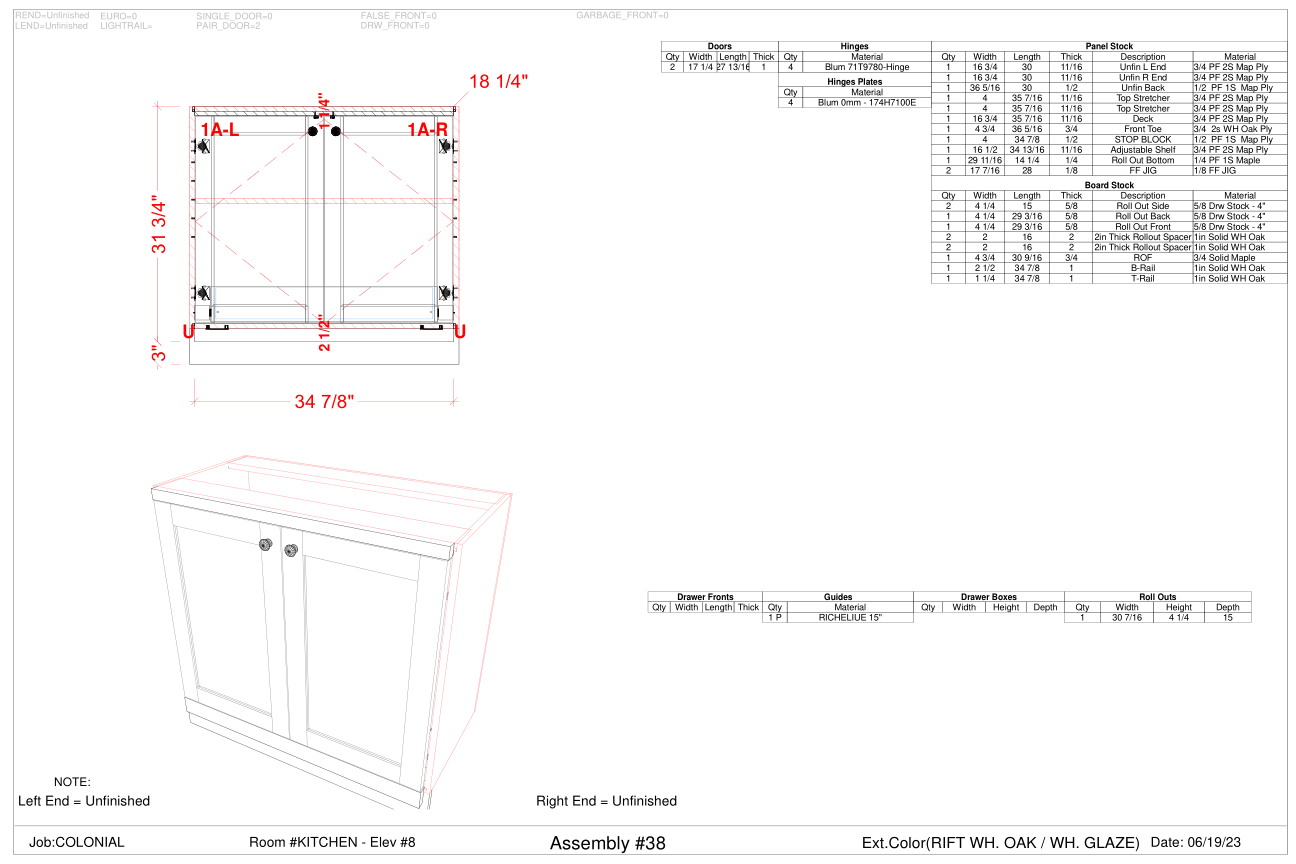 REND=Unfinished EURO=0 SINGLE_DOOR=0 FALSE_FRONT=0 GARBAGE_FRONT=0
LEND=Unfinished LIGHTRAIL= PAIR_DOOR=2 DRW_FRONT=0
Doors
Qty Width Length Thick
2 17 1/4 27 13/16 1
Hinges
Qty Material
4 Blum 71T9780-Hinge
Hinges Plates
Qty Material
4 Blum 0mm - 174H7100E
Panel Stock
Qty Width Length Thick Description Material
1 16 3/4 30 11/16 Unfin L End 3/4 PF 2S Map Ply
1 16 3/4 30 11/16 Unfin R End 3/4 PF 2S Map Ply
1 36 5/16 30 1/2 Unfin Back 1/2 PF 1S Map Ply
1 4 35 7/16 11/16 Top Stretcher 3/4 PF 2S Map Ply
1 4 35 7/16 11/16 Top Stretcher 3/4 PF 2S Map Ply
1 16 3/4 35 7/16 11/16 Deck 3/4 PF 2S Map Ply
1 4 3/4 36 5/16 3/4 Front Toe 3/4 2s WH Oak Ply
1 4 34 7/8 1/2 STOP BLOCK 1/2 PF 1S Map Ply
1 16 1/2 34 13/16 11/16 Adjustable Shelf 3/4 PF 2S Map Ply
1 29 11/16 14 1/4 1/4 Roll Out Bottom 1/4 PF 1S Maple
2 17 7/16 28 1/8 FF JIG 1/8 FF JIG
Board Stock
Qty Width Length Thick Description Material
2 4 1/4 15 5/8 Roll Out Side 5/8 Drw Stock - 4"
1 4 1/4 29 3/16 5/8 Roll Out Back 5/8 Drw Stock - 4"
1 4 1/4 29 3/16 5/8 Roll Out Front 5/8 Drw Stock - 4"
2 2 16 2 2in Thick Rollout Spacer 1in Solid WH Oak
2 2 16 2 2in Thick Rollout Spacer 1in Solid WH Oak
1 4 3/4 30 9/16 3/4 ROF 3/4 Solid Maple
1 2 1/2 34 7/8 1 B-Rail 1in Solid WH Oak
1 1 1/4 34 7/8 1 T-Rail 1in Solid WH Oak
18 1/4"
1 1/4"
1A-L 1A-R
31 3/4"
U U
2 1/2"
3"
34 7/8"
Drawer Fronts
Qty Width Length Thick
Guides
Qty Material
1 P RICHELIUE 15"
Drawer Boxes
Qty Width Height Depth
Roll Outs
Qty Width Height Depth
1 30 7/16 4 1/4 15
NOTE:
Left End = Unfinished Right End = Unfinished
Job:COLONIAL Room #KITCHEN - Elev #8 Assembly #38 Ext.Color(RIFT WH. OAK / WH. GLAZE) Date: 06/19/23